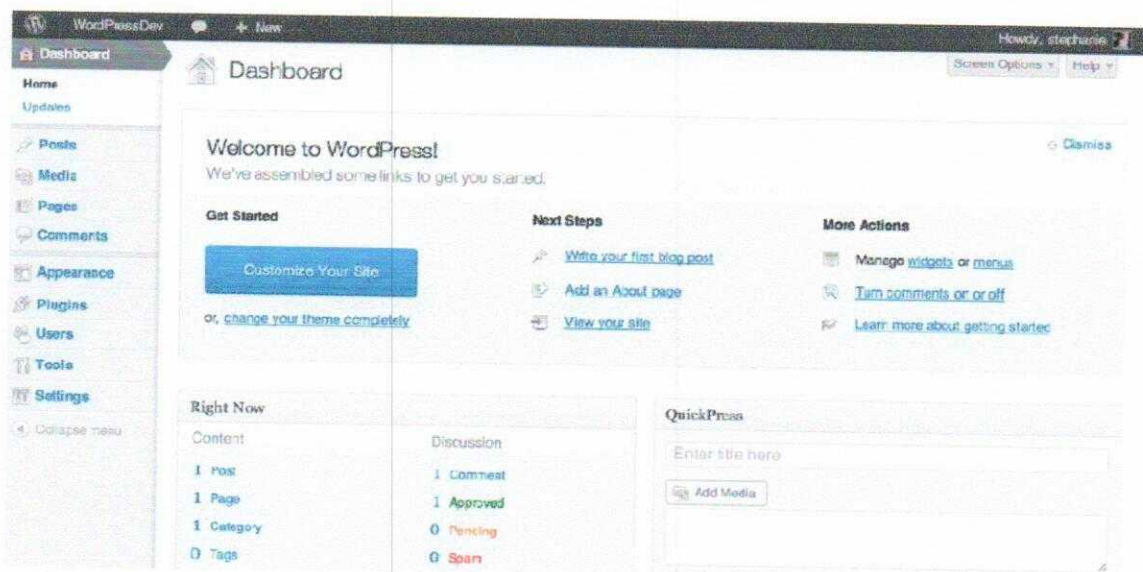 WordPressDev + New Howdy, stephanie
Dashboard
Home
Updates
Posts
Media
Pages
Comments
Appearance
Plugins
Users
Tools
Settings
Collapse menu
Dashboard
Screen Options Help
Welcome to WordPress!
Dismiss
We've assembled some links to get you started.
Get Started
Customize Your Site
or, change your theme completely
Next Steps
Write your first blog post
Add an About page
View your site
More Actions
Manage widgets or menus
Turn comments on or off
Learn more about getting started
Right Now
Content
1 Post
1 Page
1 Category
0 Tags
Discussion
1 Comment
1 Approved
0 Pending
0 Spam
QuickPress
Enter title here
Add Media